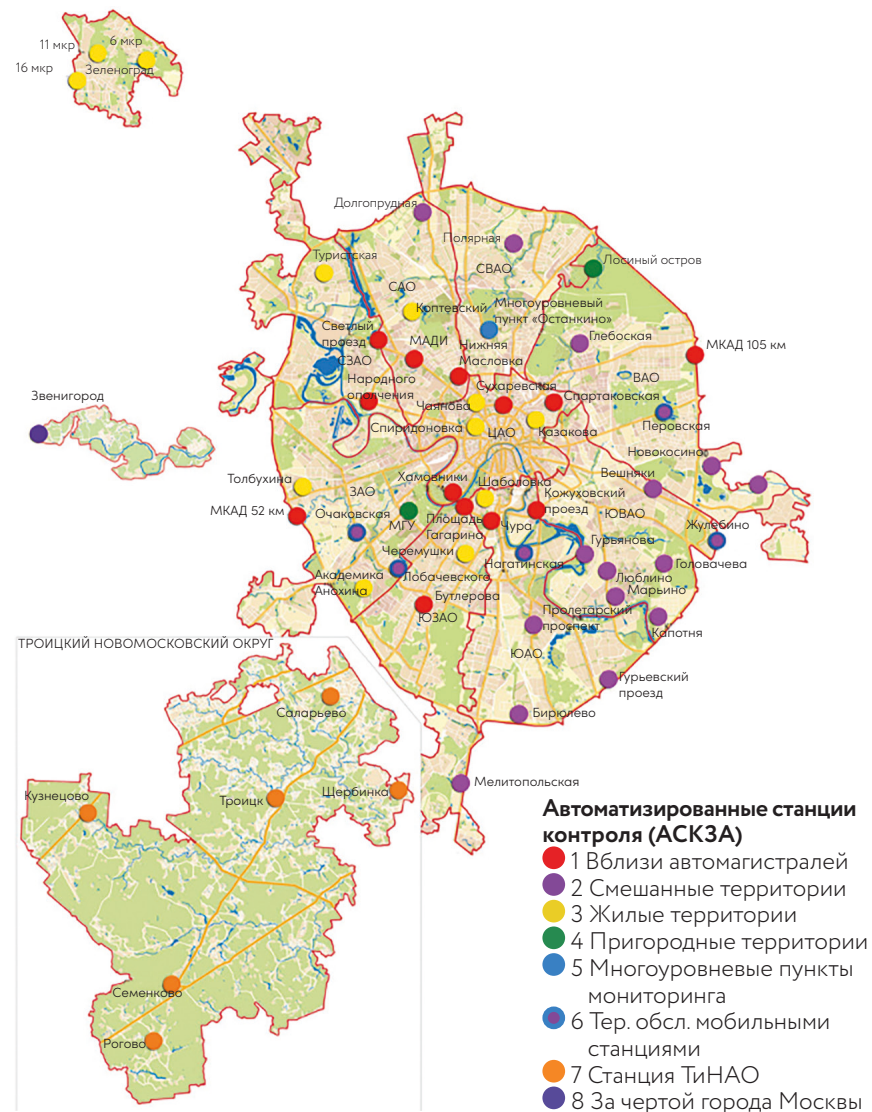 11 мкр
6 мкр
16 мкр
Зеленоград
Долгопрудная
Полярная
Туристская
СВАО
Лосиный остров
САО
Коптевский
Многоуровневый
пункт «Останкино»
Светлый
проезд
МАДИ
Нижняя
Масловка
Глебоская
МКАД 105 км
СЗАО
Народного
ополчения
Сухаревская
ВАО
Спартаковская
Звенигород
Чаянова
Спиридоновка
ЦАО
Казакова
Перовская
Новокосино
Толбухина
ЗАО
Хамовники
Шаболовка
Вешняки
МКАД 52 км
Очаковская
МГУ
Площадь
Гагарина
Чура
Кожуховский
проезд
ЮВАО
Жулебино
Черемушки
Нагатинская
Гурьянова
Головачева
Академика
Анохина
Лобачевского
Люблино
Марьино
Бутлерова
ЮЗАО
Пролетарский
проспект
Капотня
ЮАО
ТРОИЦКИЙ НОВОМОСКОВСКИЙ ОКРУГ
Гурьевский
проезд
Саларьево
Бирюлево
Мелитопольская
Кузнецово
Троицк
Щербинка
Семенково
Рогово
Автоматизированные станции
контроля (АСКЗА)
1 Вблизи автомагистралей
2 Смешанные территории
3 Жилые территории
4 Пригородные территории
5 Многоуровневые пункты
мониторинга
6 Тер. обсл. мобильными
станциями
7 Станция ТиНАО
8 За чертой города Москвы